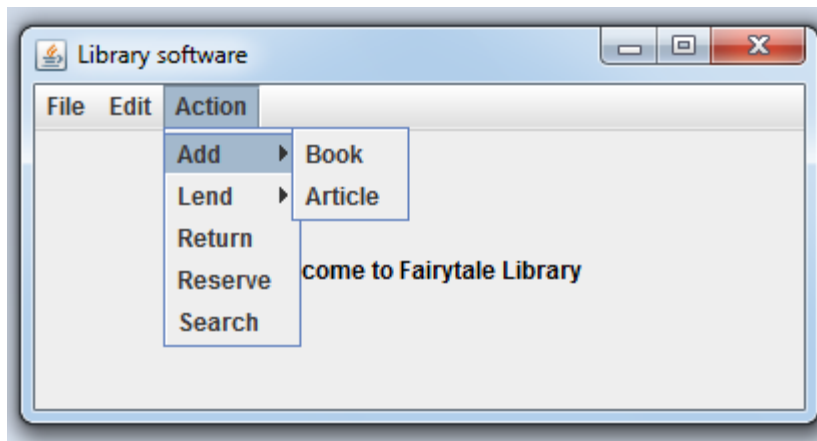 Library software
File Edit Action
Add Book
Lend Article
Return
Reserve
come to Fairytale Library
Search